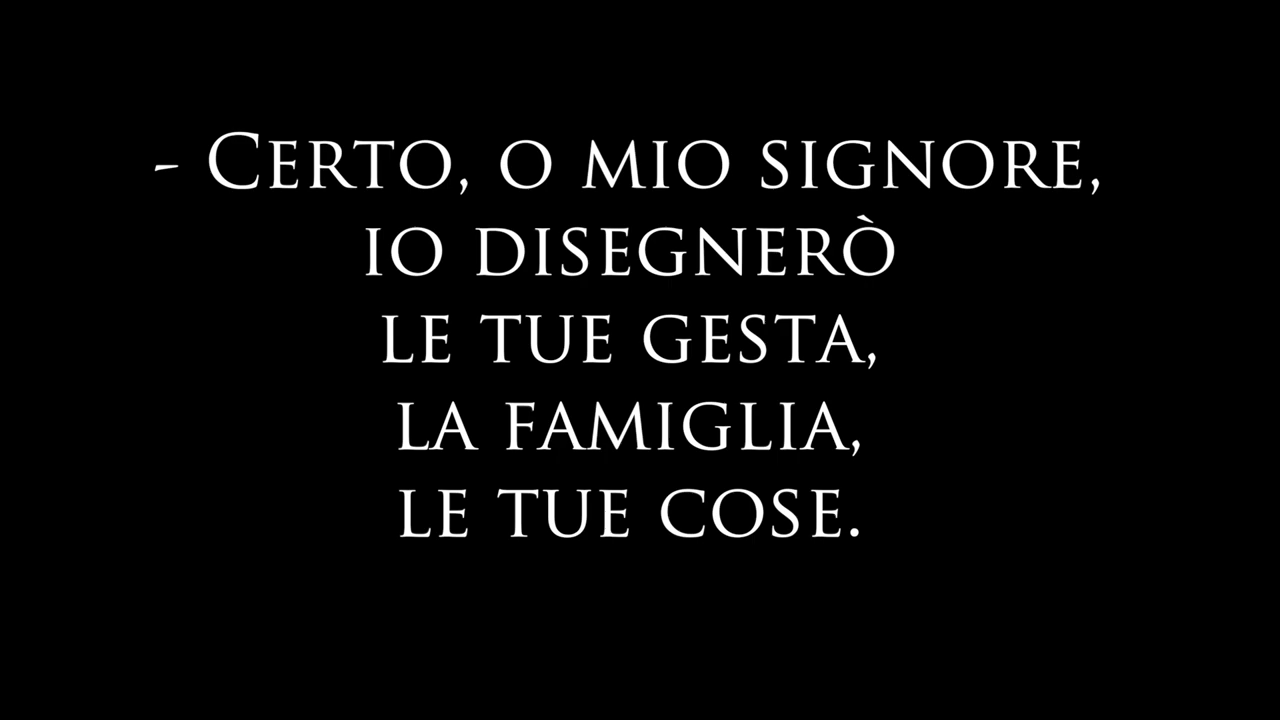 - Certo, o mio signore,
io disegnerò
le tue gesta,
la famiglia,
le tue cose.